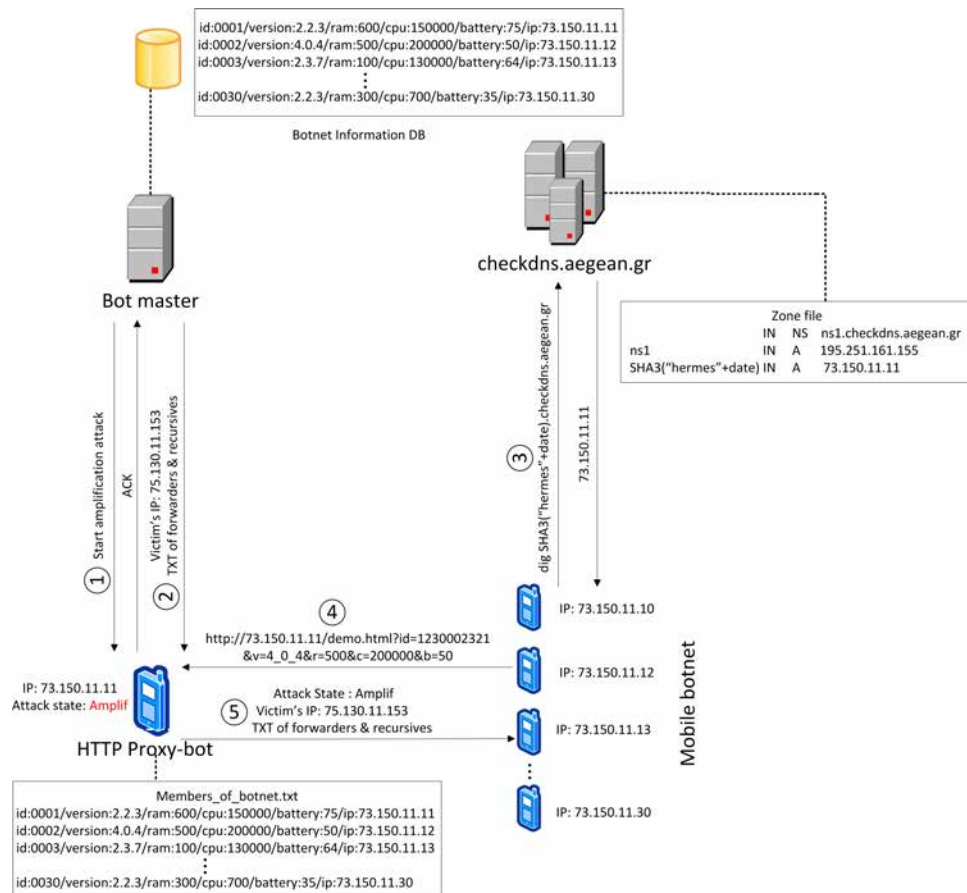 id:0001/version:2.2.3/ram:600/cpu:150000/battery:75/ip:73.150.11.11
id:0002/version:4.0.4/ram:500/cpu:200000/battery:50/ip:73.150.11.12
id:0003/version:2.3.7/ram:100/cpu:130000/battery:64/ip:73.150.11.13
id:0030/version:2.2.3/ram:300/cpu:700/battery:35/ip:73.150.11.30
Botnet Information DB
checkdns.aegean.gr
Bot master
Zone file
IN NS ns1.checkdns.aegean.gr
ns1 IN A 195.251.161.155
SHA3("hermes"+date) IN A 73.150.11.11
1 Start amplification attack
ACK
2 Victim's IP: 75.130.11.153
TXT of forwarders & recursives
3 dig SHA3("hermes"+date).checkdns.aegean.gr
73.150.11.11
4
http://73.150.11.11/demo.html?id=1230002321
&v=4_0_4&r=500&c=200000&b=50
IP: 73.150.11.10
IP: 73.150.11.12
IP: 73.150.11.13
IP: 73.150.11.30
Mobile botnet
IP: 73.150.11.11
Attack state: Amplif
HTTP Proxy-bot
5
Attack State : Amplif
Victim's IP: 75.130.11.153
TXT of forwarders & recursives
Members_of_botnet.txt
id:0001/version:2.2.3/ram:600/cpu:150000/battery:75/ip:73.150.11.11
id:0002/version:4.0.4/ram:500/cpu:200000/battery:50/ip:73.150.11.12
id:0003/version:2.3.7/ram:100/cpu:130000/battery:64/ip:73.150.11.13
id:0030/version:2.2.3/ram:300/cpu:700/battery:35/ip:73.150.11.30